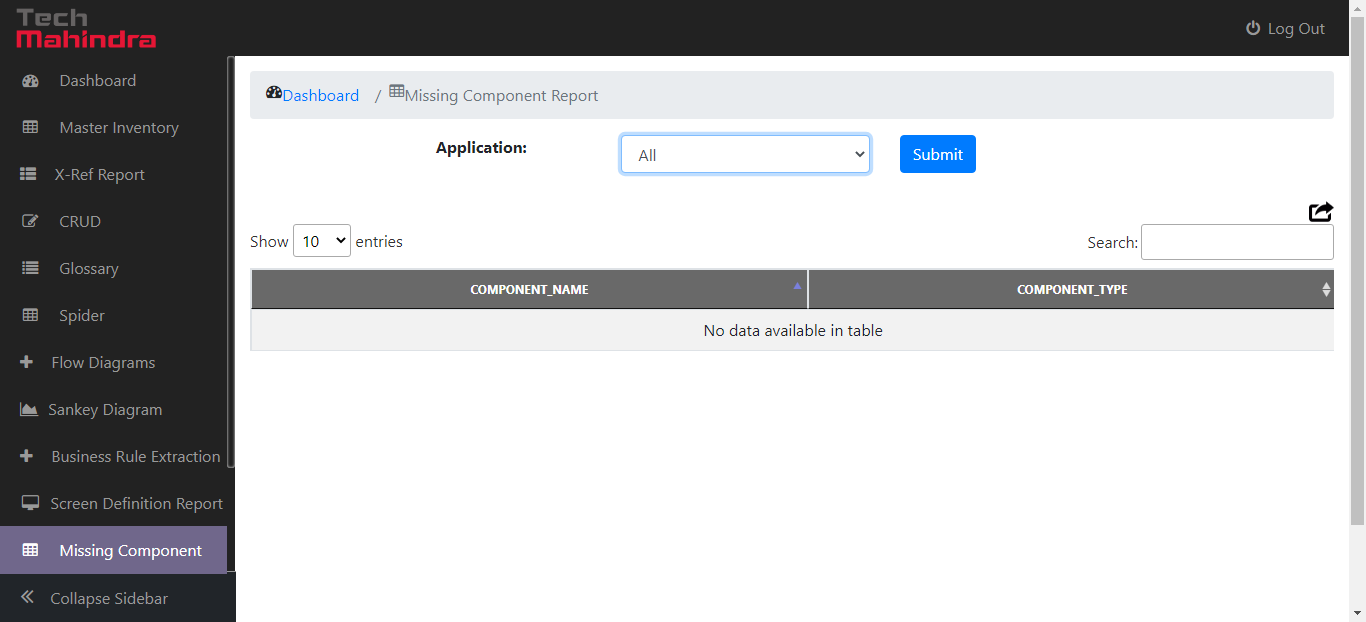 Tech
Mahindra
Log Out
Dashboard
Master Inventory
X-Ref Report
CRUD
Glossary
Spider
Flow Diagrams
Sankey Diagram
Business Rule Extraction
Screen Definition Report
Missing Component
Collapse Sidebar
Dashboard / Missing Component Report
Application: All Submit
Show 10 entries Search:
COMPONENT_NAME COMPONENT_TYPE
No data available in table